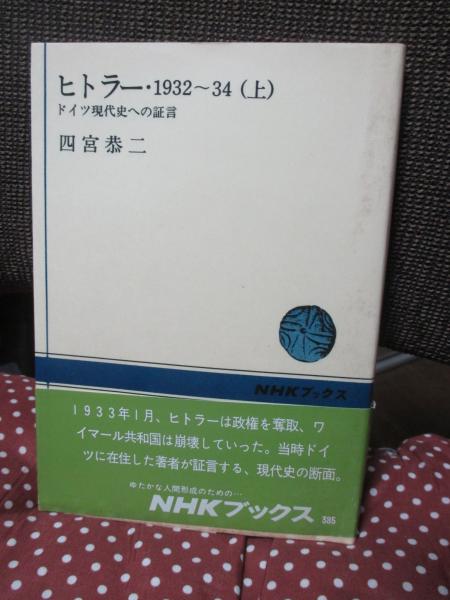 ヒトラー・1932～34(上)
ドイツ現代史への証言
四宮恭二
NHKブックス
1933年1月、ヒトラーは政権を奪取、ワ
イマール共和国は崩壊していった。当時ドイ
ツに在住した著者が証言する、現代史の断面。
ゆたかな人間形成のための…
NHKブックス 385